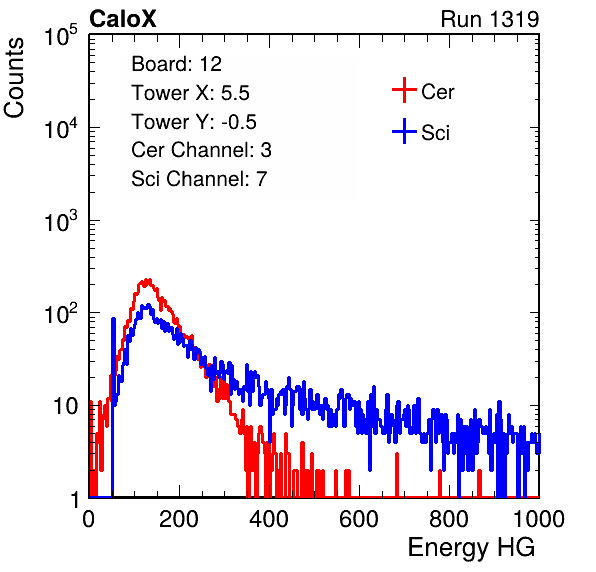 CaloX Run 1319
Counts
10^5
10^4
10^3
10^2
10
1
Board: 12
Tower X: 5.5
Tower Y: -0.5
Cer Channel: 3
Sci Channel: 7
Cer
Sci
0 200 400 600 800 1000
Energy HG